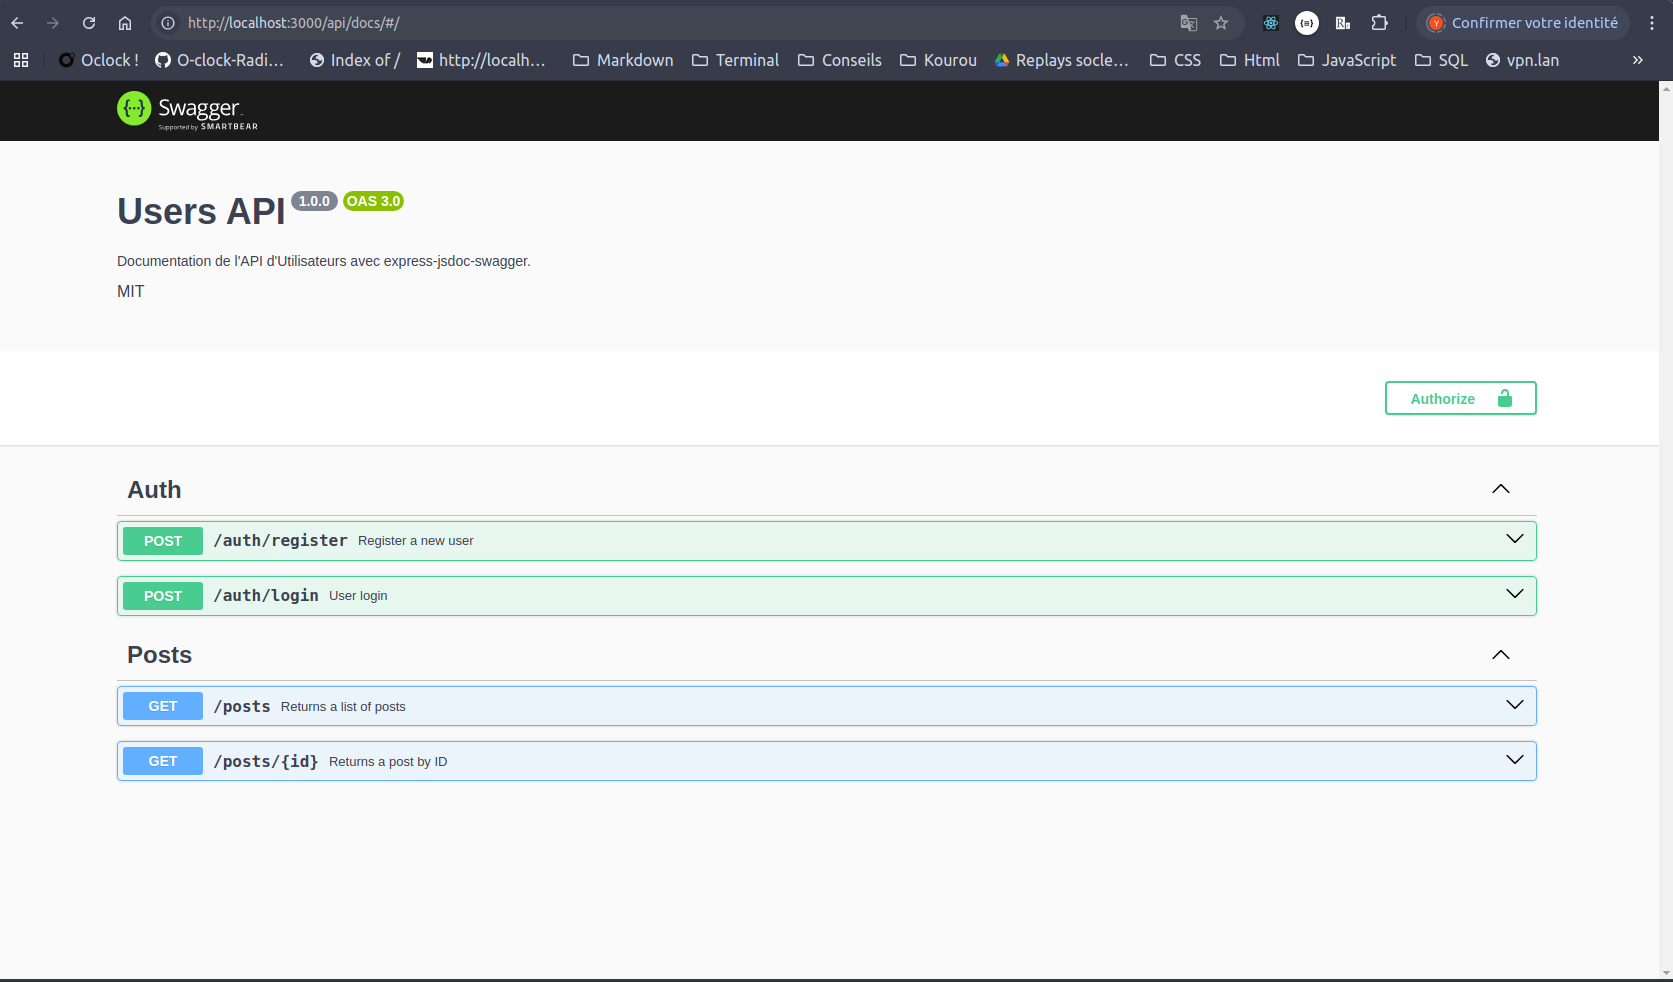 http://localhost:3000/api/docs/#/
Confirmer votre identité
Oclock !
O-clock-Radi...
Index of /
http://localh...
Markdown
Terminal
Conseils
Kourou
Replays socle...
CSS
Html
JavaScript
SQL
vpn.lan
»
{···} Swagger.
Supported by SMARTBEAR
Users API 1.0.0 OAS 3.0
Documentation de l'API d'Utilisateurs avec express-jsdoc-swagger.
MIT
Authorize
Auth
POST /auth/register Register a new user
POST /auth/login User login
Posts
GET /posts Returns a list of posts
GET /posts/{id} Returns a post by ID